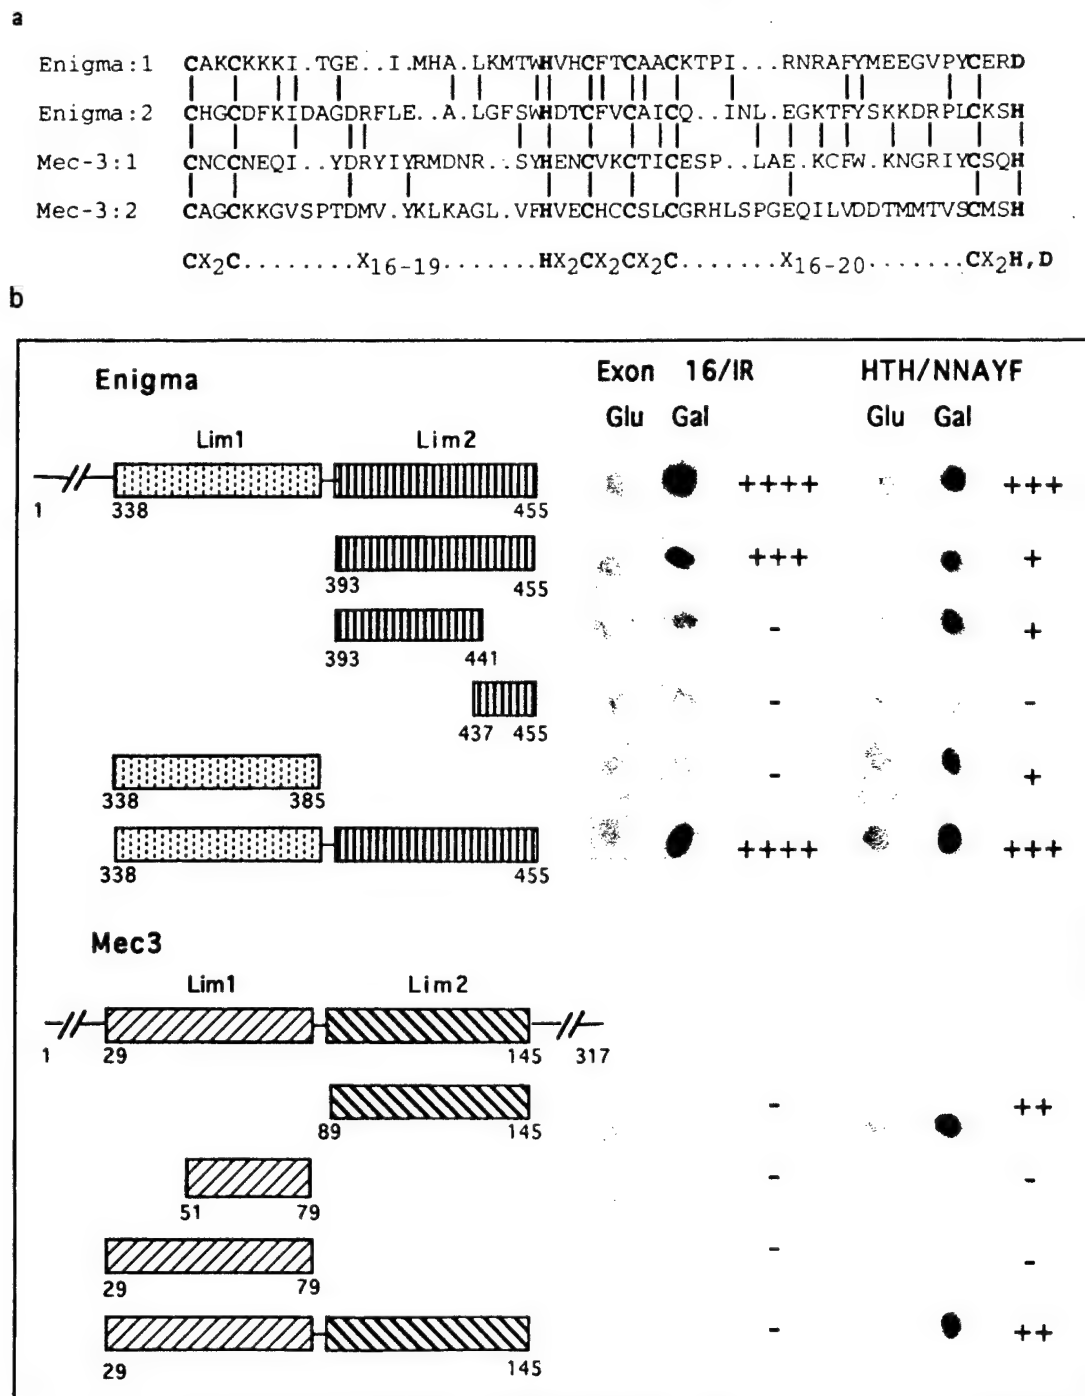 a
Enigma:1 CAKCKKKI.TGE..I.MHA.LKMTWHVHCFTCAACKTPI...RNRAFYMEEGVPYCERD
Enigma:2 CHGCDFKIDAGDRFLE..A.LGFSWHDTCFVCAICQ..INL.EGKTFYSKKDRPLCKSH
Mec-3:1 CNCCNEQI..YDRYIYRMDNR..SYHENCVKCTICESP..LAE.KCFW.KNGRIYCSQH
Mec-3:2 CAGCKKGVSPTDMV.YKLKAGL.VFHVECHCCSLCGRHLSPGEQILVDDTMMTVSCMSH
CX2C........X16-19.......HX2CX2CX2C.......X16-20.......CX2H,D
b
Enigma Exon 16/IR HTH/NNAYF
Glu Gal Glu Gal
Lim1 Lim2
++++ +++
1 338 455
+++ +
393 455
- +
393 441
- -
437 455
- +
338 385
++++ +++
338 455
Mec3
Lim1 Lim2
1 29 145 317
- ++
89 145
- -
51 79
- -
29 79
- ++
29 145